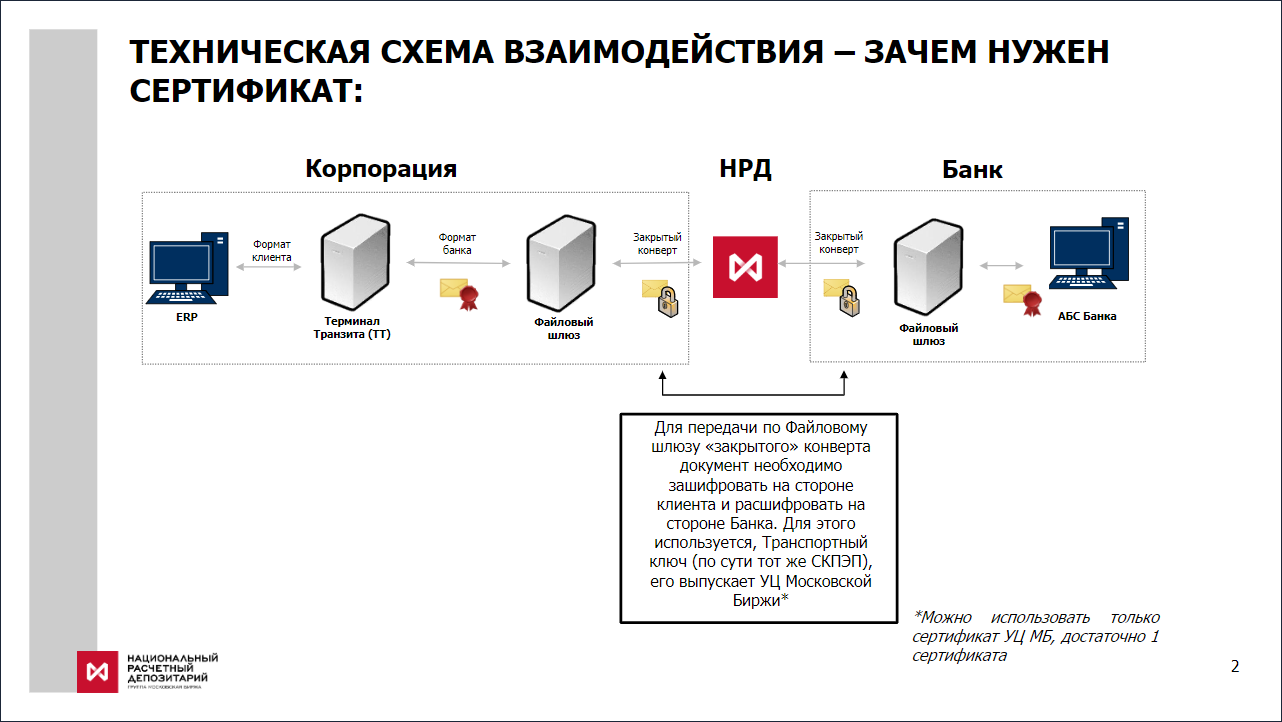 ТЕХНИЧЕСКАЯ СХЕМА ВЗАИМОДЕЙСТВИЯ – ЗАЧЕМ НУЖЕН
СЕРТИФИКАТ:
Корпорация
НРД
Банк
Формат
клиента
Формат
банка
Закрытый
конверт
Закрытый
конверт
ERP
Терминал
Транзита (ТТ)
Файловый
шлюз
Файловый
шлюз
АБС Банка
Для передачи по Файловому
шлюзу «закрытого» конверта
документ необходимо
зашифровать на стороне
клиента и расшифровать на
стороне Банка. Для этого
используется, Транспортный
ключ (по сути тот же СКПЭП),
его выпускает УЦ Московской
Биржи*
*Можно использовать только
сертификат УЦ МБ, достаточно 1
сертификата
НАЦИОНАЛЬНЫЙ
РАСЧЕТНЫЙ
ДЕПОЗИТАРИЙ
ГРУППА МОСКОВСКАЯ БИРЖА
2